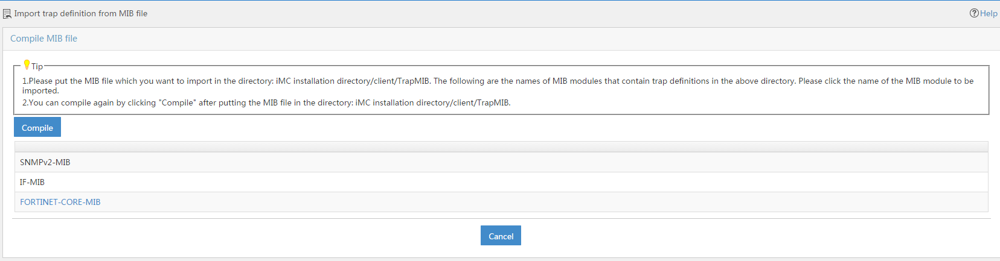 Import trap definition from MIB file
Help
Compile MIB file
Tip
1.Please put the MIB file which you want to import in the directory: iMC installation directory/client/TrapMIB. The following are the names of MIB modules that contain trap definitions in the above directory. Please click the name of the MIB module to be
imported.
2.You can compile again by clicking "Compile" after putting the MIB file in the directory: iMC installation directory/client/TrapMIB.
Compile
SNMPv2-MIB
IF-MIB
FORTINET-CORE-MIB
Cancel